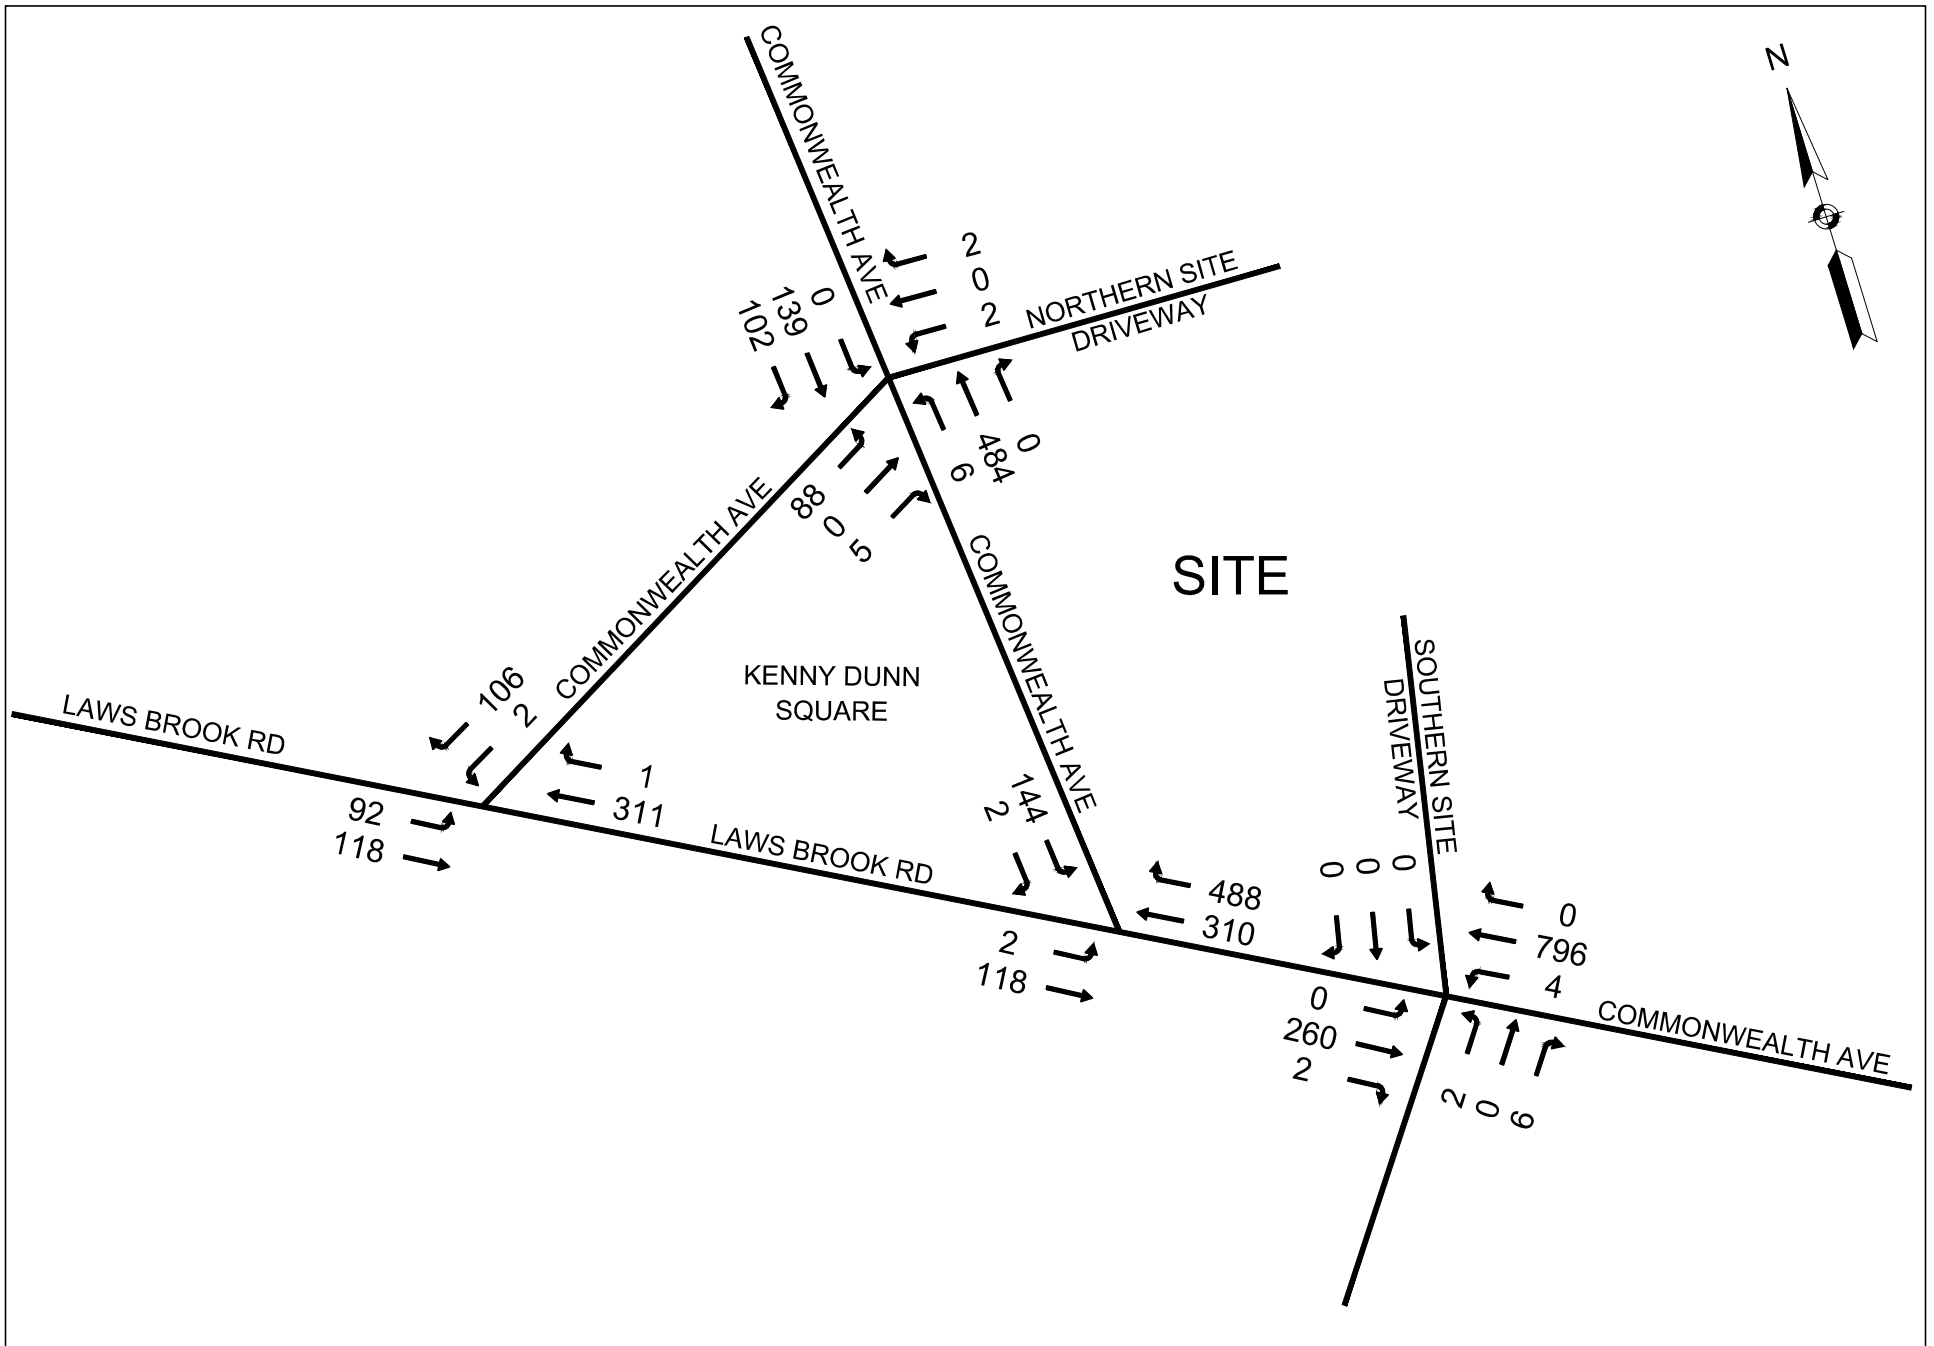 N
COMMONWEALTH AVE
2
0
2
NORTHERN SITE
DRIVEWAY
102
139
0
6
484
0
88
0
5
COMMONWEALTH AVE
COMMONWEALTH AVE
SITE
KENNY DUNN
SQUARE
SOUTHERN SITE
DRIVEWAY
LAWS BROOK RD
106
2
1
311
92
118
LAWS BROOK RD
2
144
488
310
2
118
0
0
0
0
796
4
0
260
2
2
0
6
COMMONWEALTH AVE